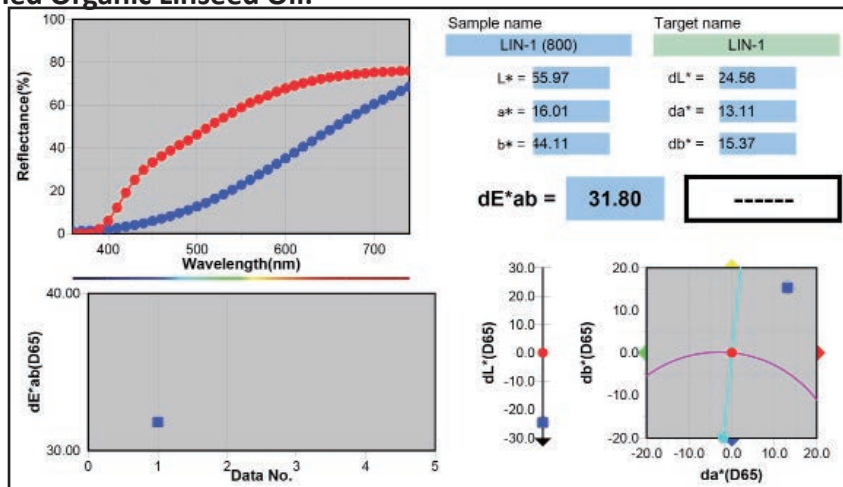 Organic Linseed Oil.
Reflectance(%)
100
80
60
40
20
0
400 500 600 700
Wavelength(nm)
Sample name Target name
LIN-1 (800) LIN-1
L* = 55.97 dL* = 24.56
a* = 16.01 da* = 13.11
b* = 44.11 db* = 15.37
dE*ab = 31.80 ------
dE*ab(D65)
40.00
30.00
0 1 2 3 4 5
Data No.
dL*(D65)
30.0
20.0
10.0
0.0
-10.0
-20.0
-30.0
db*(D65)
20.0
10.0
0.0
-10.0
-20.0
-20.0 -10.0 0.0 10.0 20.0
da*(D65)